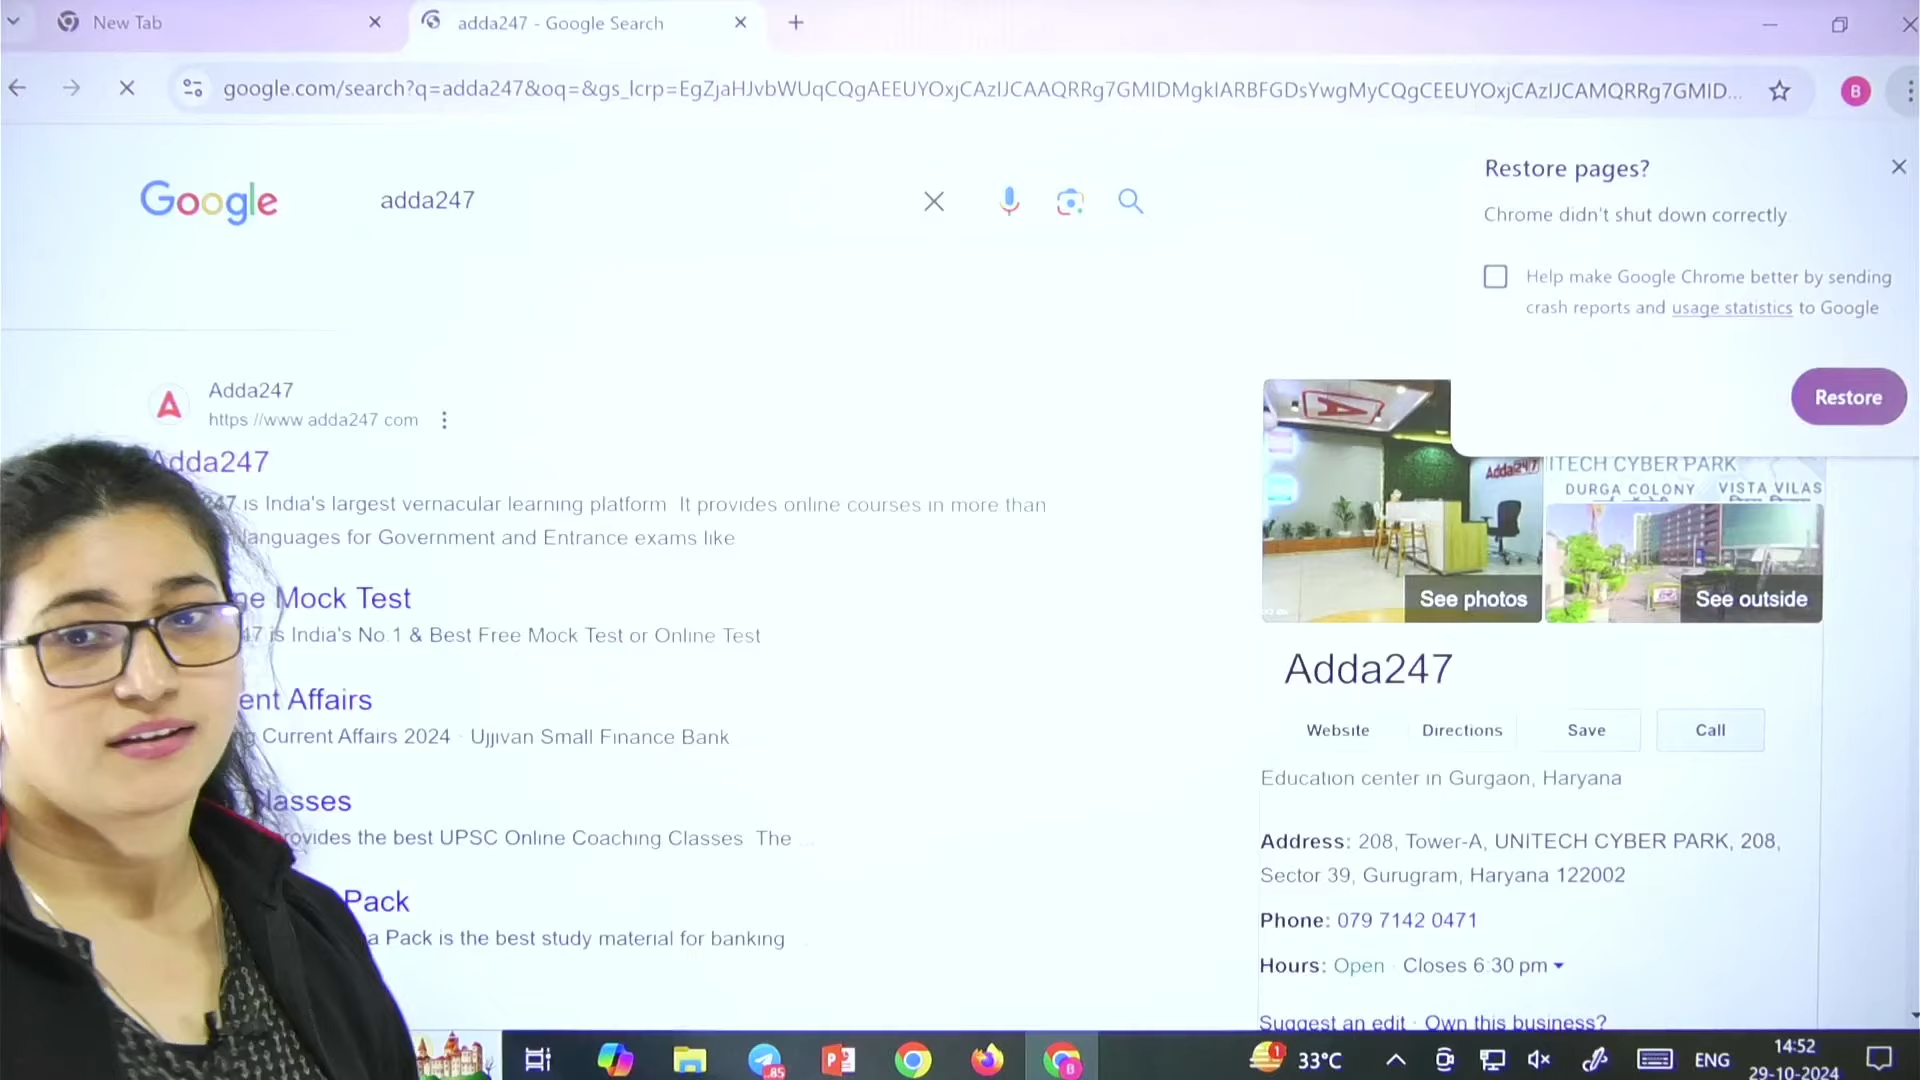 New Tab
adda247 - Google Search
google.com/search?q=adda247&oq=&gs_lcrp=EgZjaHJvbWUqCQgAEEUYOxjCAzIJCAAQRRg7GMIDMgkIARBFGDsYwgMyCQgCEEUYOxjCAzIJCAMQRRg7GMID...
B
Google
adda247
Restore pages?
Chrome didn't shut down correctly
Help make Google Chrome better by sending
crash reports and usage statistics to Google
Restore
Adda247
https://www adda247 com
Adda247
247 is India's largest vernacular learning platform It provides online courses in more than
languages for Government and Entrance exams like
Mock Test
47 is India's No.1 & Best Free Mock Test or Online Test
ent Affairs
Current Affairs 2024 · Ujjivan Small Finance Bank
Classes
rovides the best UPSC Online Coaching Classes The ...
Pack
a Pack is the best study material for banking
A
Adda247
ITECH CYBER PARK
DURGA COLONY
VISTA VILAS
See photos
See outside
Adda247
Website
Directions
Save
Call
Education center in Gurgaon, Haryana
Address: 208, Tower-A, UNITECH CYBER PARK, 208,
Sector 39, Gurugram, Haryana 122002
Phone: 079 7142 0471
Hours: Open · Closes 6:30 pm
Suggest an edit · Own this business?
85
P
B
1
33°C
ENG
14:52
29-10-2024